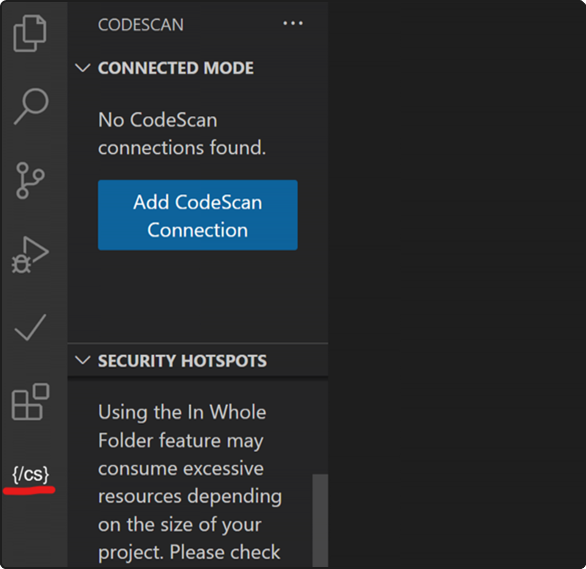 CODESCAN ···
CONNECTED MODE
No CodeScan
connections found.
Add CodeScan
Connection
SECURITY HOTSPOTS
Using the In Whole
Folder feature may
consume excessive
resources depending
on the size of your
project. Please check
{/cs}